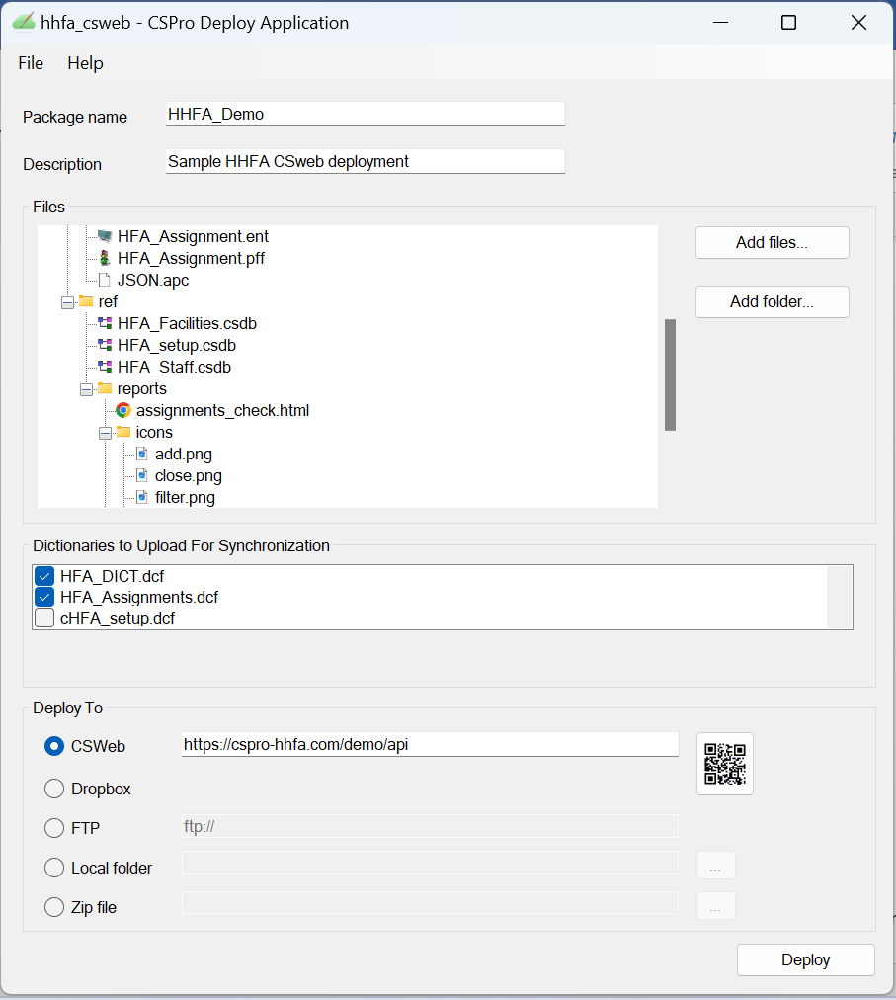 hhfa_csweb - CSPro Deploy Application
File Help
Package name HHFA_Demo
Description Sample HHFA CSweb deployment
Files
HFA_Assignment.ent
HFA_Assignment.pff
JSON.apc
ref
HFA_Facilities.csdb
HFA_setup.csdb
HFA_Staff.csdb
reports
assignments_check.html
icons
add.png
close.png
filter.png
Add files...
Add folder...
Dictionaries to Upload For Synchronization
HFA_DICT.dcf
HFA_Assignments.dcf
cHFA_setup.dcf
Deploy To
CSWeb https://cspro-hhfa.com/demo/api
Dropbox
FTP ftp://
Local folder ...
Zip file ...
Deploy